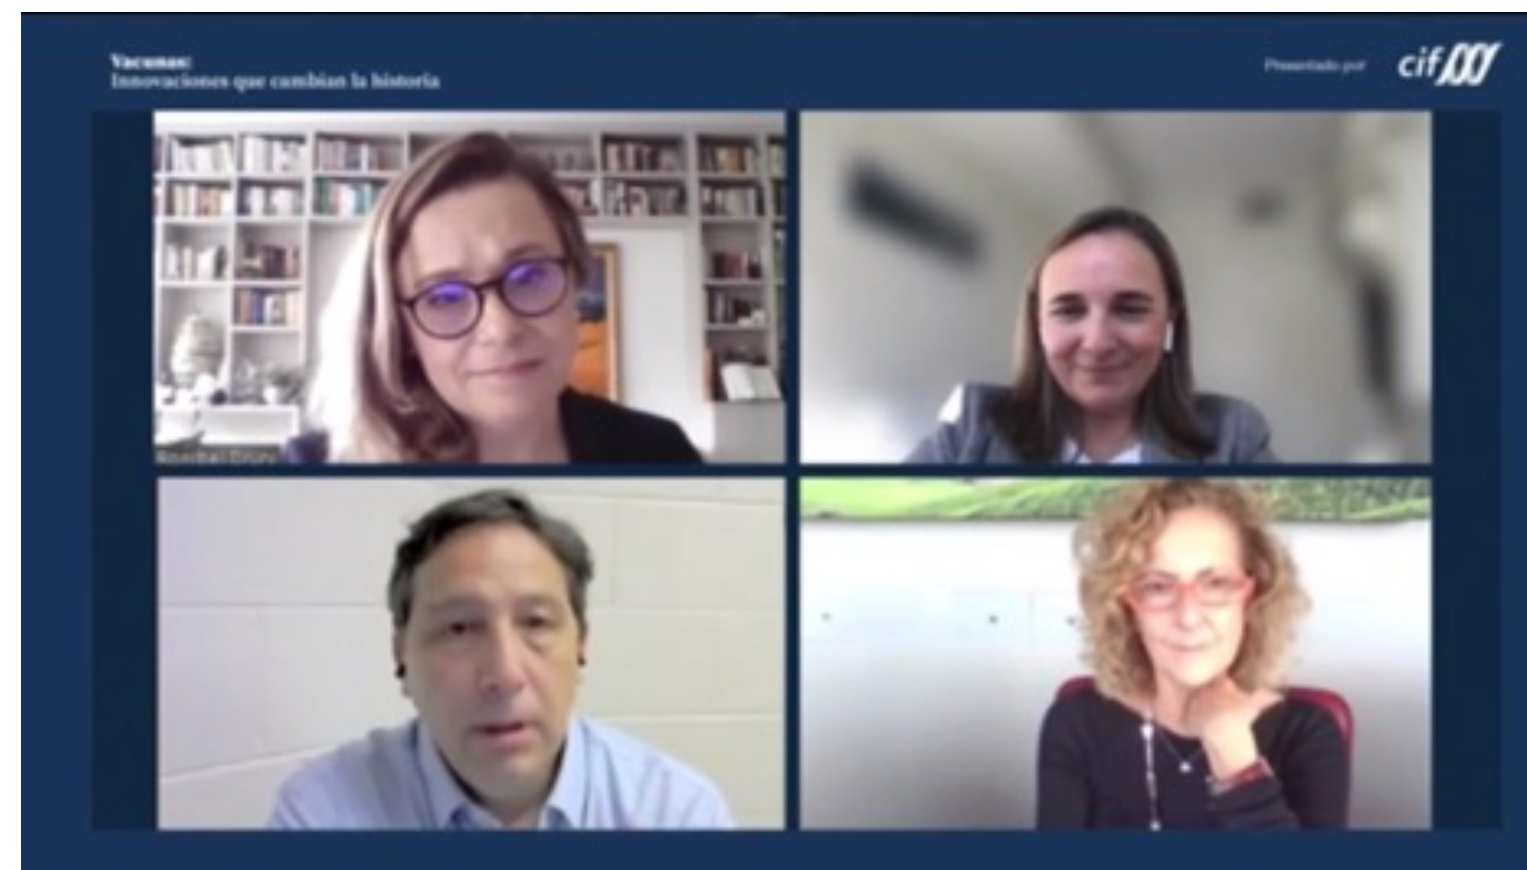 Vacunas:
Innovaciones que cambian la historia
Presentado por
cif